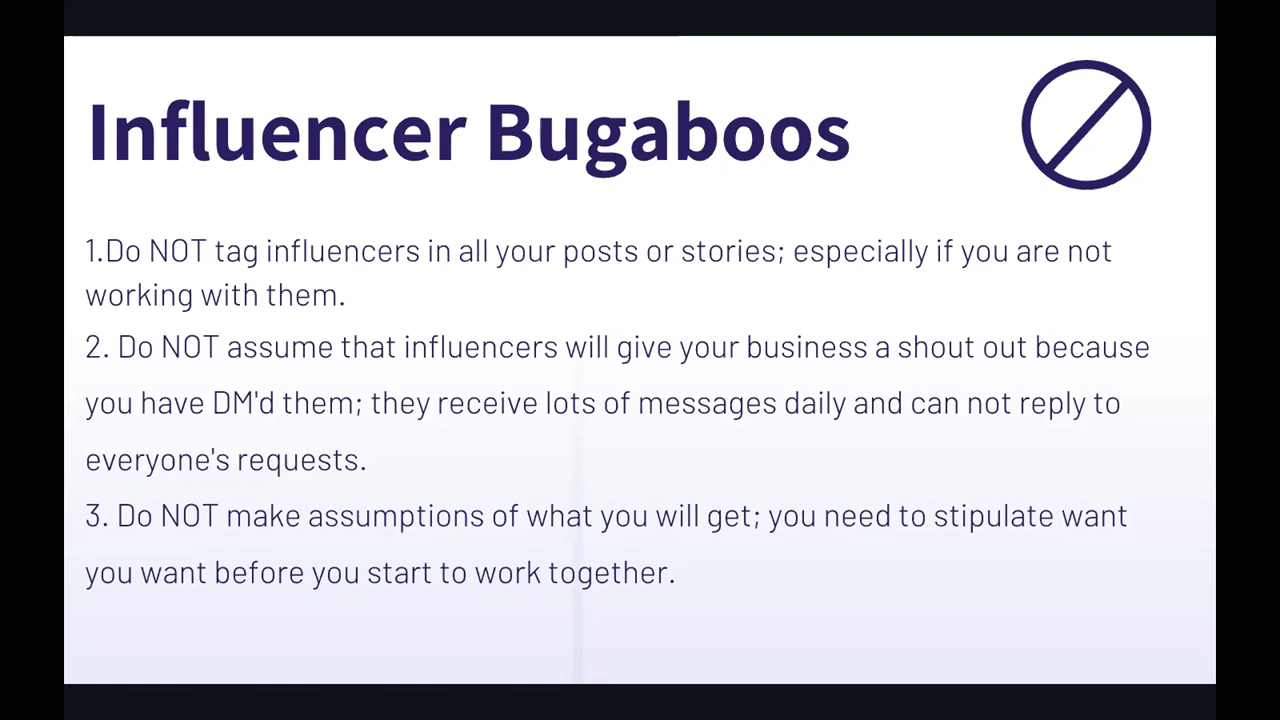 Influencer Bugaboos
1.Do NOT tag influencers in all your posts or stories; especially if you are not
working with them.
2. Do NOT assume that influencers will give your business a shout out because
you have DM'd them; they receive lots of messages daily and can not reply to
everyone's requests.
3. Do NOT make assumptions of what you will get; you need to stipulate want
you want before you start to work together.